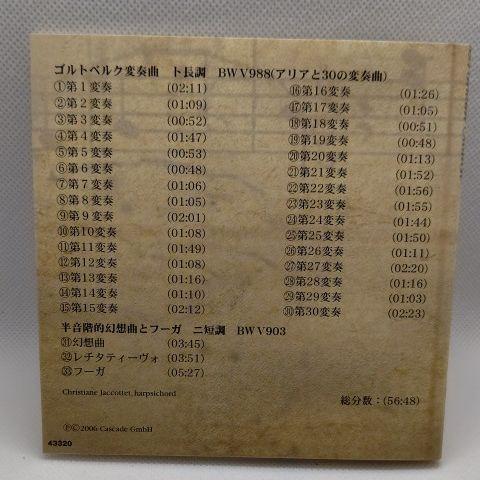 ゴルトベルク変奏曲　ト長調　BWV988(アリアと30の変奏曲)
①第1変奏 (02:11)
②第2変奏 (01:09)
③第3変奏 (00:52)
④第4変奏 (01:47)
⑤第5変奏 (00:53)
⑥第6変奏 (00:48)
⑦第7変奏 (01:06)
⑧第8変奏 (01:05)
⑨第9変奏 (02:01)
⑩第10変奏 (01:08)
⑪第11変奏 (01:49)
⑫第12変奏 (01:08)
⑬第13変奏 (01:16)
⑭第14変奏 (01:10)
⑮第15変奏 (02:12)
⑯第16変奏 (01:26)
⑰第17変奏 (01:05)
⑱第18変奏 (00:51)
⑲第19変奏 (00:48)
⑳第20変奏 (01:13)
㉑第21変奏 (01:52)
㉒第22変奏 (01:56)
㉓第23変奏 (01:55)
㉔第24変奏 (01:44)
㉕第25変奏 (01:50)
㉖第26変奏 (01:11)
㉗第27変奏 (02:20)
㉘第28変奏 (01:16)
㉙第29変奏 (01:03)
㉚第30変奏 (02:23)
半音階的幻想曲とフーガ　ニ短調　BWV903
㉛幻想曲 (03:45)
㉜レチタティーヴォ (03:51)
㉝フーガ (05:27)
Christiane Jaccottet, harpsichord
総分数：(56:48)
Ⓟ©2006 Cascade GmbH
43320